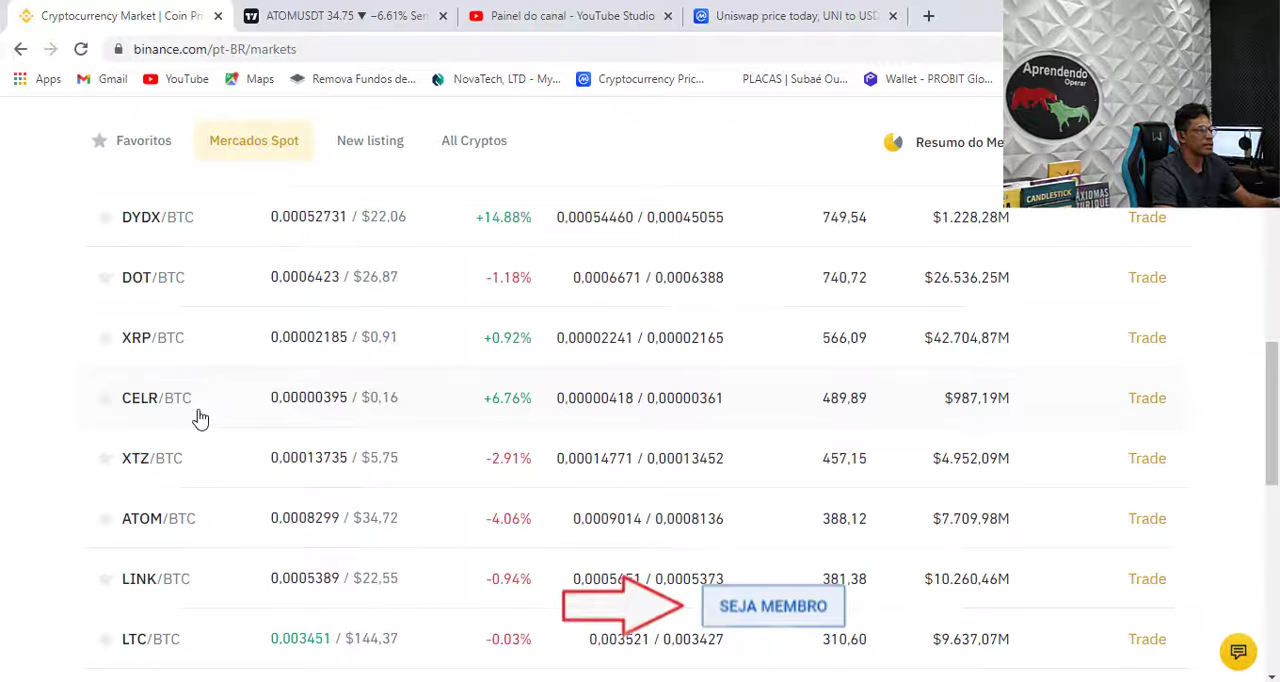 Cryptocurrency Market | Coin Pri
ATOMUSDT 34.75 ▼ −6.61% Sem
Painel do canal - YouTube Studio
Uniswap price today, UNI to USD
binance.com/pt-BR/markets
Apps
Gmail
YouTube
Maps
Remova Fundos de...
NovaTech, LTD - My...
Cryptocurrency Pric...
PLACAS | Subaé Ou...
Wallet - PROBIT Glo...
Aprendendo
Operar
CANDLESTICK
AXIOMAS
ZURIQUE
Favoritos
Mercados Spot
New listing
All Cryptos
Resumo do Me
DYDX/BTC 0,00052731 / $22,06 +14.88% 0,00054460 / 0,00045055 749,54 $1.228,28M Trade
DOT/BTC 0,0006423 / $26,87 -1.18% 0,0006671 / 0,0006388 740,72 $26.536,25M Trade
XRP/BTC 0,00002185 / $0,91 +0.92% 0,00002241 / 0,00002165 566,09 $42.704,87M Trade
CELR/BTC 0,00000395 / $0,16 +6.76% 0,00000418 / 0,00000361 489,89 $987,19M Trade
XTZ/BTC 0,00013735 / $5,75 -2.91% 0,00014771 / 0,00013452 457,15 $4.952,09M Trade
ATOM/BTC 0,0008299 / $34,72 -4.06% 0,0009014 / 0,0008136 388,12 $7.709,98M Trade
LINK/BTC 0,0005389 / $22,55 -0.94% 0,0005651 / 0,0005373 381,38 $10.260,46M Trade
SEJA MEMBRO
LTC/BTC 0,003451 / $144,37 -0.03% 0,003521 / 0,003427 310,60 $9.637,07M Trade